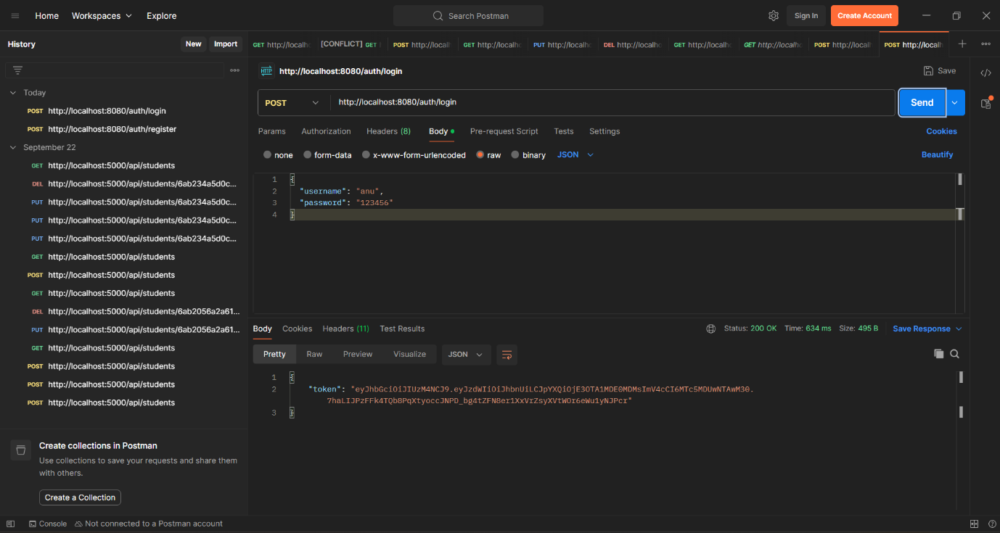 Home Workspaces Explore Search Postman Sign In Create Account
History New Import
GET http://localho [CONFLICT] GET POST http://local GET http://localho PUT http://localho DEL http://localho GET http://localho GET http://localho POST http://local POST http://local
HTTP http://localhost:8080/auth/login Save
Today
POST http://localhost:8080/auth/login
POST http://localhost:8080/auth/register
September 22
GET http://localhost:5000/api/students
DEL http://localhost:5000/api/students/6ab234a5d0c...
PUT http://localhost:5000/api/students/6ab234a5d0c...
PUT http://localhost:5000/api/students/6ab234a5d0c...
PUT http://localhost:5000/api/students/6ab234a5d0c...
GET http://localhost:5000/api/students
POST http://localhost:5000/api/students
GET http://localhost:5000/api/students
DEL http://localhost:5000/api/students/6ab2056a2a61...
PUT http://localhost:5000/api/students/6ab2056a2a61...
GET http://localhost:5000/api/students
POST http://localhost:5000/api/students
POST http://localhost:5000/api/students
POST http://localhost:5000/api/students
Create collections in Postman
Use collections to save your requests and share them
with others.
Create a Collection
POST http://localhost:8080/auth/login Send
Params Authorization Headers (8) Body Pre-request Script Tests Settings Cookies
none form-data x-www-form-urlencoded raw binary JSON Beautify
1 {
2 "username": "anu",
3 "password": "123456"
4 }
Body Cookies Headers (11) Test Results Status: 200 OK Time: 634 ms Size: 495 B Save Response
Pretty Raw Preview Visualize JSON
1 {
2 "token": "eyJhbGciOiJIUzM4NCJ9.eyJzdWIiOiJhbnUiLCJpYXQiOjE3OTA1MDE0MDMsImV4cCI6MTc5MDUwNTAwM30.
7haLIJPzFFk4TQb8PqXtyoccJNPD_bg4tZFN8er1XxVrZsyXVtWOr6eWu1yNJPcr"
3 }
Console Not connected to a Postman account